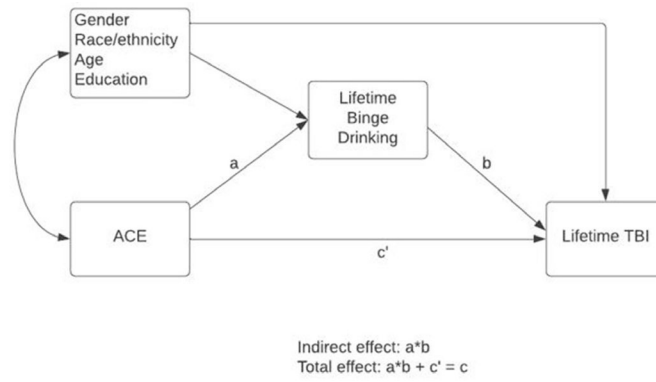 Gender
Race/ethnicity
Age
Education
Lifetime
Binge
Drinking
a
b
ACE
Lifetime TBI
c'
Indirect effect: a*b
Total effect: a*b + c' = c